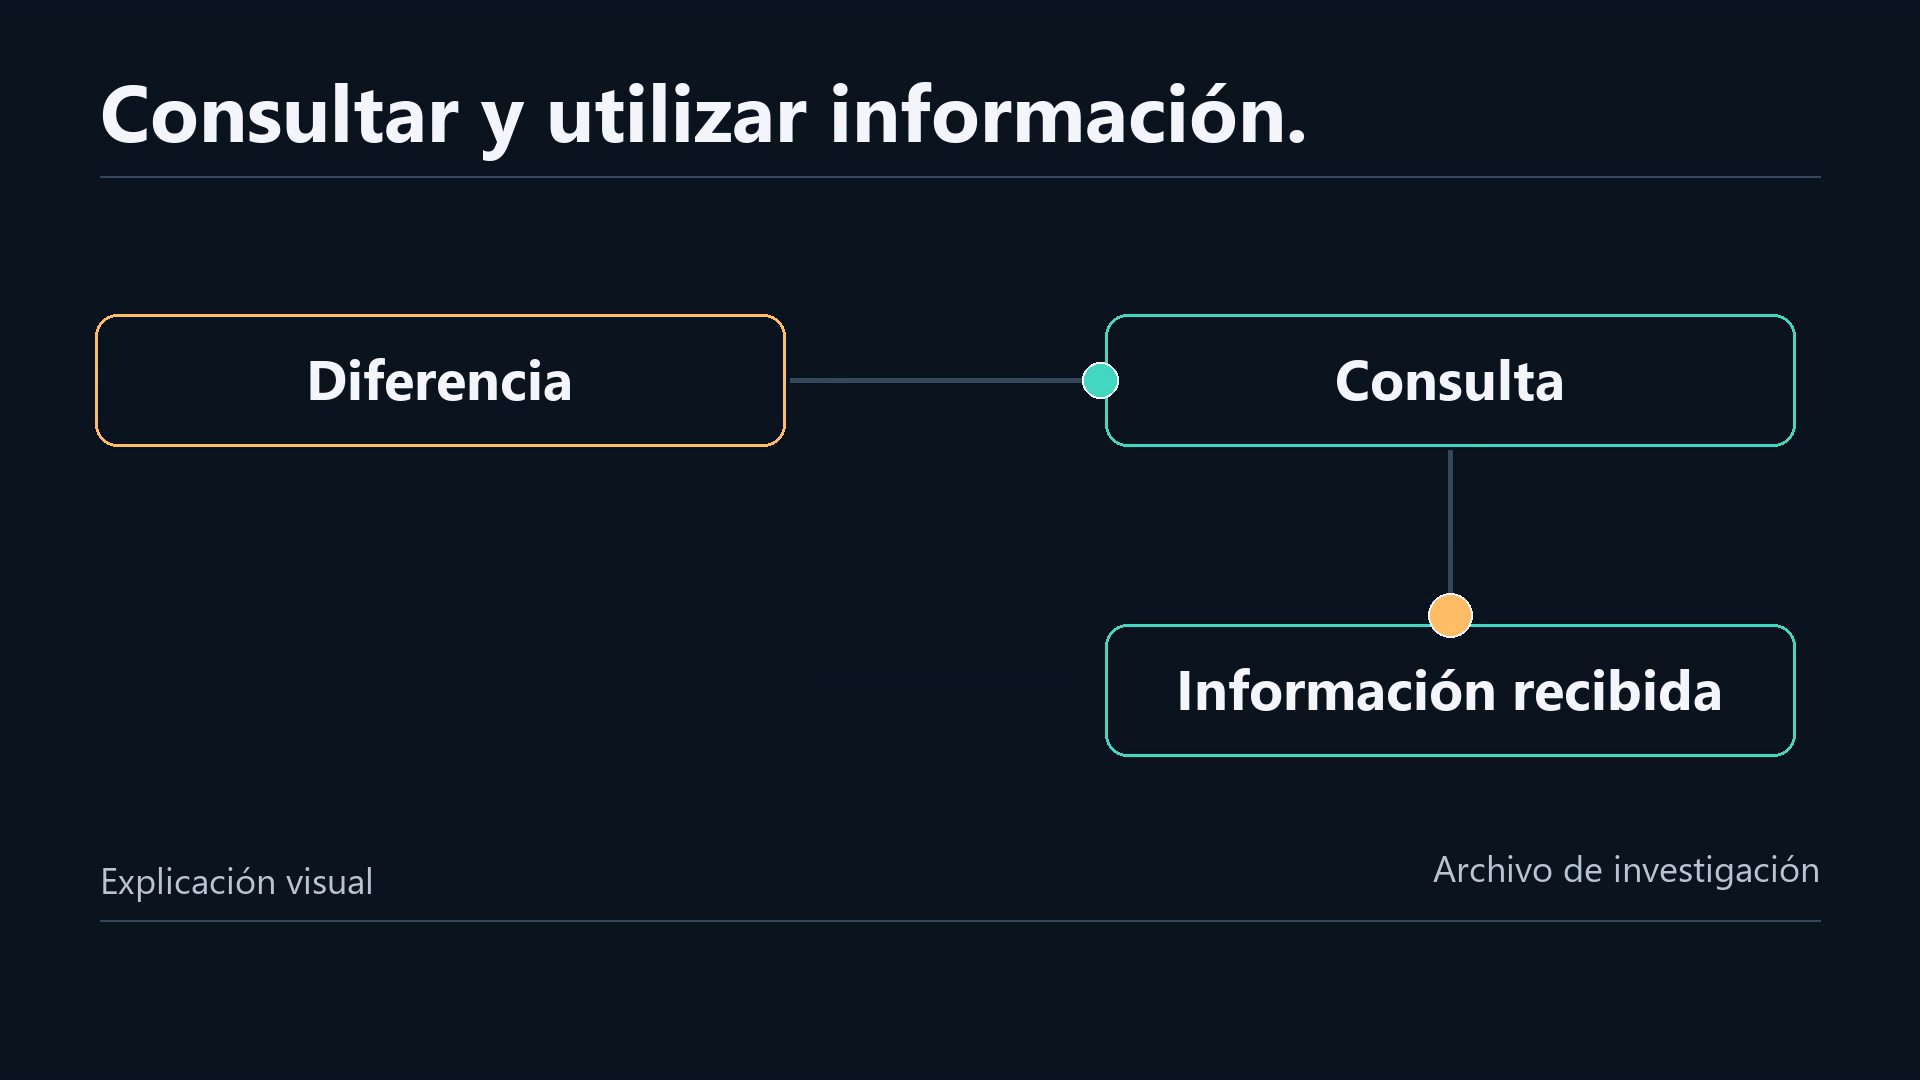 Consultar y utilizar información.
Diferencia
Consulta
Información recibida
Explicación visual
Archivo de investigación